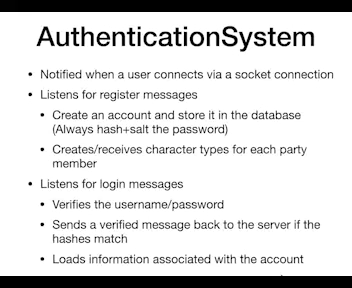 AuthenticationSystem
• Notified when a user connects via a socket connection
• Listens for register messages
• Create an account and store it in the database
(Always hash+salt the password)
• Creates/receives character types for each party
member
• Listens for login messages
• Verifies the username/password
• Sends a verified message back to the server if the
hashes match
• Loads information associated with the account